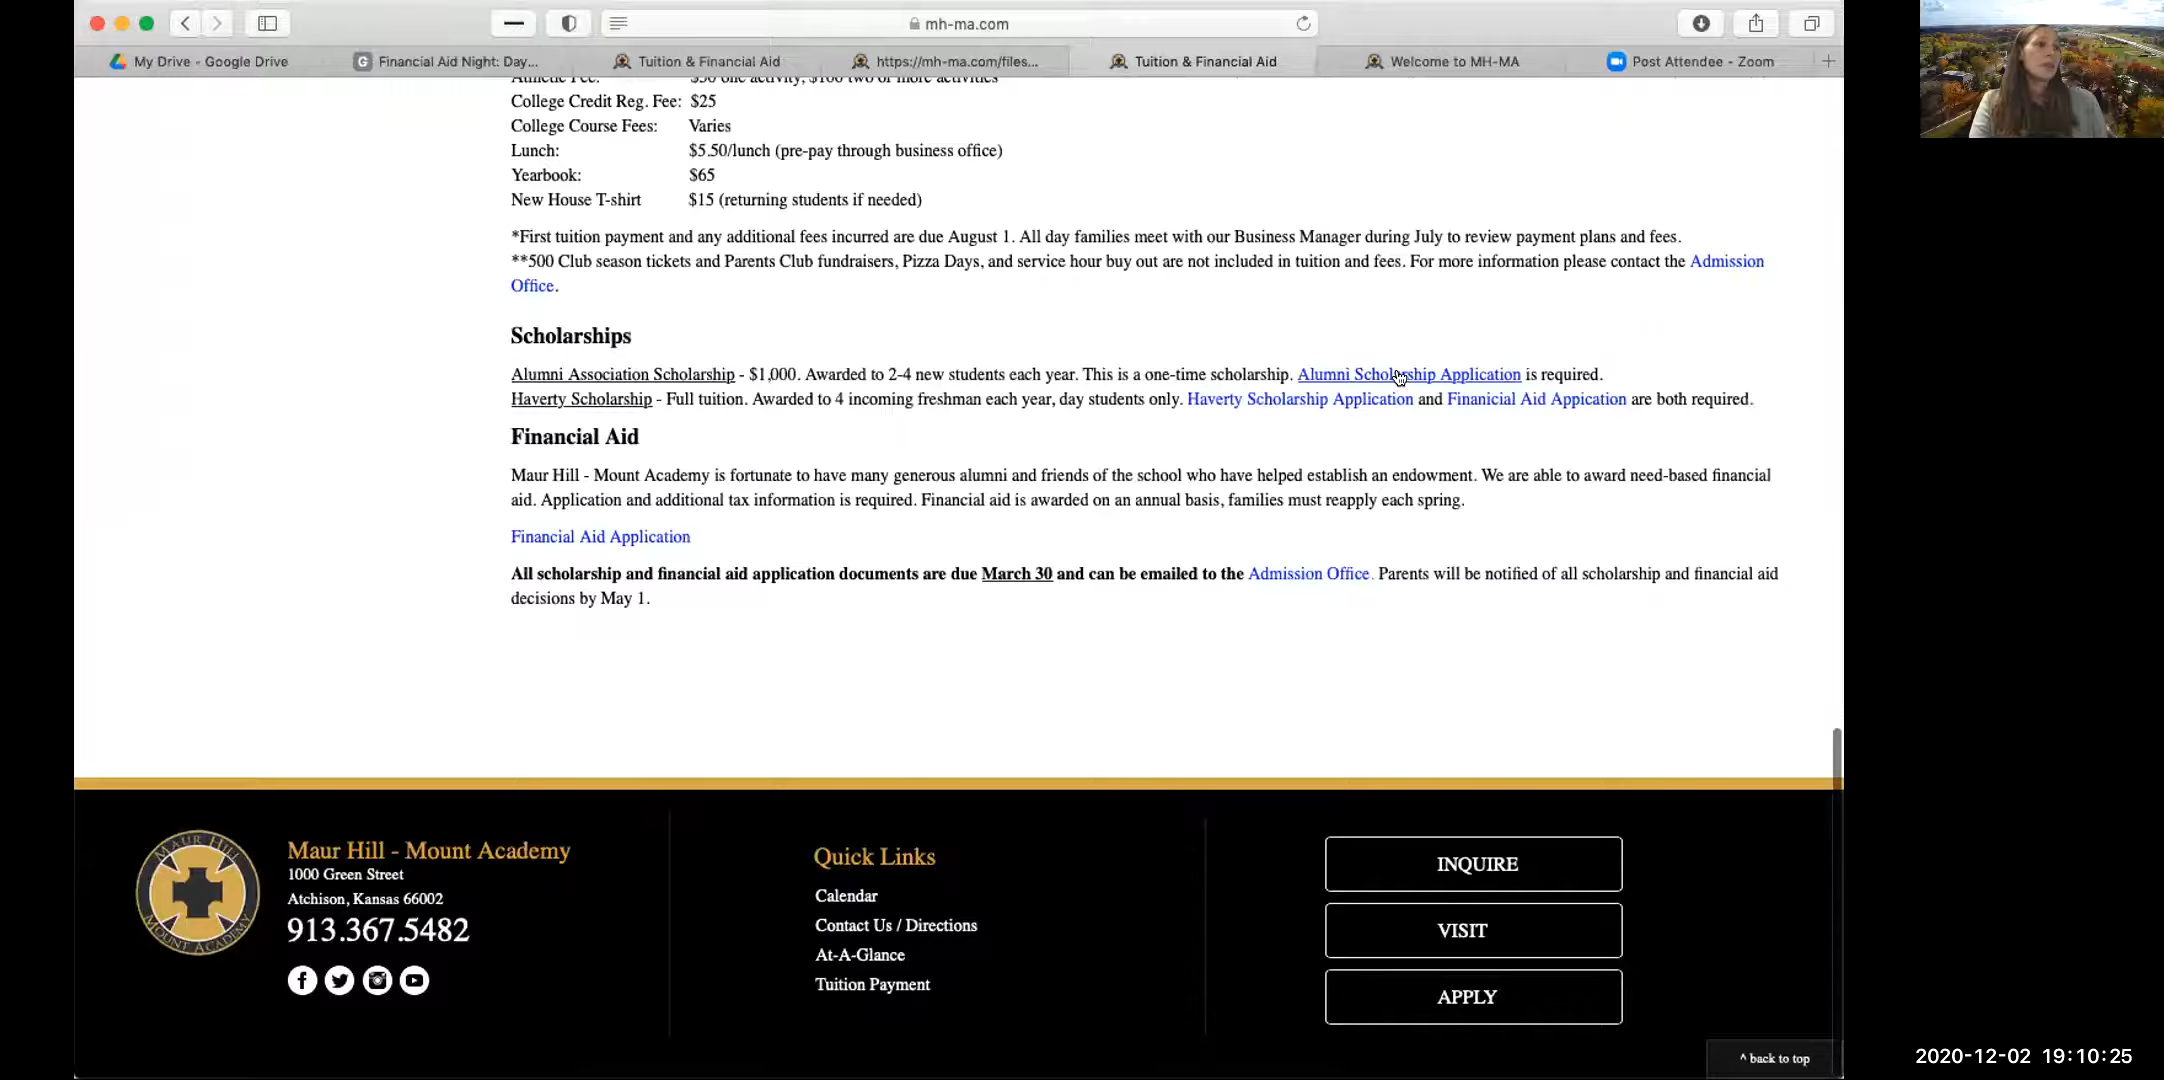 mh-ma.com
My Drive - Google Drive
G Financial Aid Night: Day...
Tuition & Financial Aid
https://mh-ma.com/files...
Tuition & Financial Aid
Welcome to MH-MA
Post Attendee - Zoom
Athletic Fee: $50 one activity, $100 two or more activities
College Credit Reg. Fee: $25
College Course Fees: Varies
Lunch: $5.50/lunch (pre-pay through business office)
Yearbook: $65
New House T-shirt $15 (returning students if needed)
*First tuition payment and any additional fees incurred are due August 1. All day families meet with our Business Manager during July to review payment plans and fees.
**500 Club season tickets and Parents Club fundraisers, Pizza Days, and service hour buy out are not included in tuition and fees. For more information please contact the Admission
Office.
Scholarships
Alumni Association Scholarship - $1,000. Awarded to 2-4 new students each year. This is a one-time scholarship. Alumni Scholarship Application is required.
Haverty Scholarship - Full tuition. Awarded to 4 incoming freshman each year, day students only. Haverty Scholarship Application and Finanicial Aid Appication are both required.
Financial Aid
Maur Hill - Mount Academy is fortunate to have many generous alumni and friends of the school who have helped establish an endowment. We are able to award need-based financial
aid. Application and additional tax information is required. Financial aid is awarded on an annual basis, families must reapply each spring.
Financial Aid Application
All scholarship and financial aid application documents are due March 30 and can be emailed to the Admission Office. Parents will be notified of all scholarship and financial aid
decisions by May 1.
MAUR HILL
MOUNT ACADEMY
Maur Hill - Mount Academy
1000 Green Street
Atchison, Kansas 66002
913.367.5482
Quick Links
Calendar
Contact Us / Directions
At-A-Glance
Tuition Payment
INQUIRE
VISIT
APPLY
^ back to top
2020-12-02 19:10:25